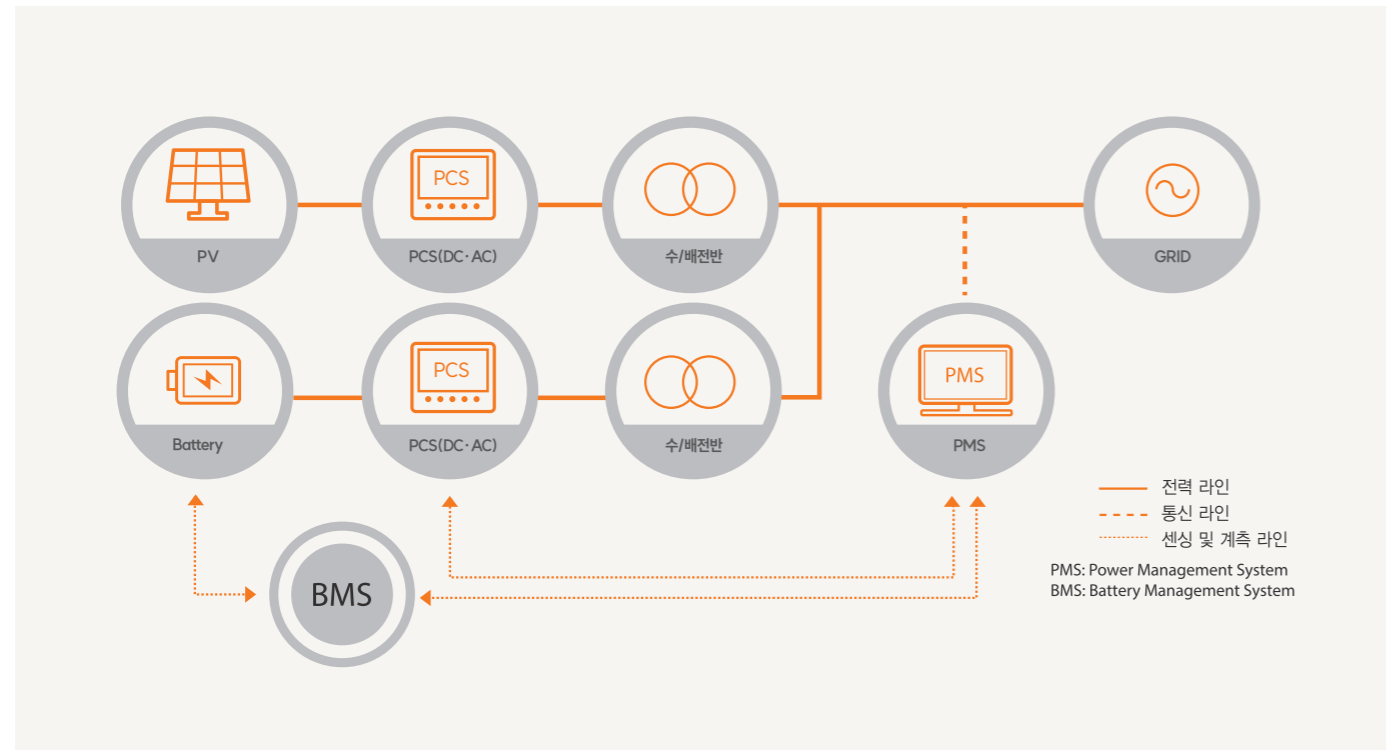 PCS
PV
PCS(DC·AC)
수/배전반
GRID
PCS
PMS
Battery
PCS(DC·AC)
수/배전반
PMS
전력 라인
통신 라인
센싱 및 계측 라인
PMS: Power Management System
BMS: Battery Management System
BMS